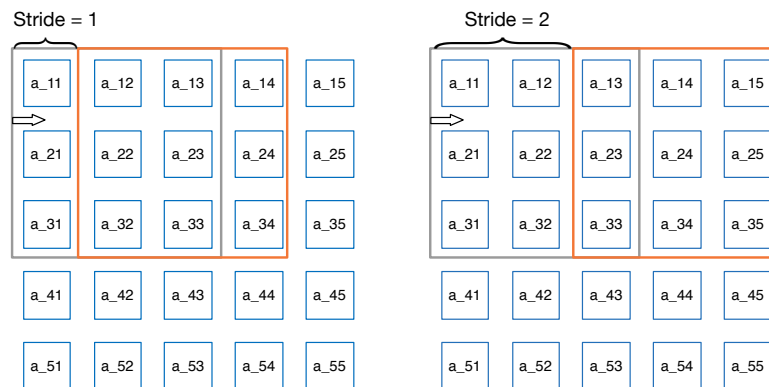 Stride = 1
a_11 a_12 a_13 a_14 a_15
a_21 a_22 a_23 a_24 a_25
a_31 a_32 a_33 a_34 a_35
a_41 a_42 a_43 a_44 a_45
a_51 a_52 a_53 a_54 a_55
Stride = 2
a_11 a_12 a_13 a_14 a_15
a_21 a_22 a_23 a_24 a_25
a_31 a_32 a_33 a_34 a_35
a_41 a_42 a_43 a_44 a_45
a_51 a_52 a_53 a_54 a_55